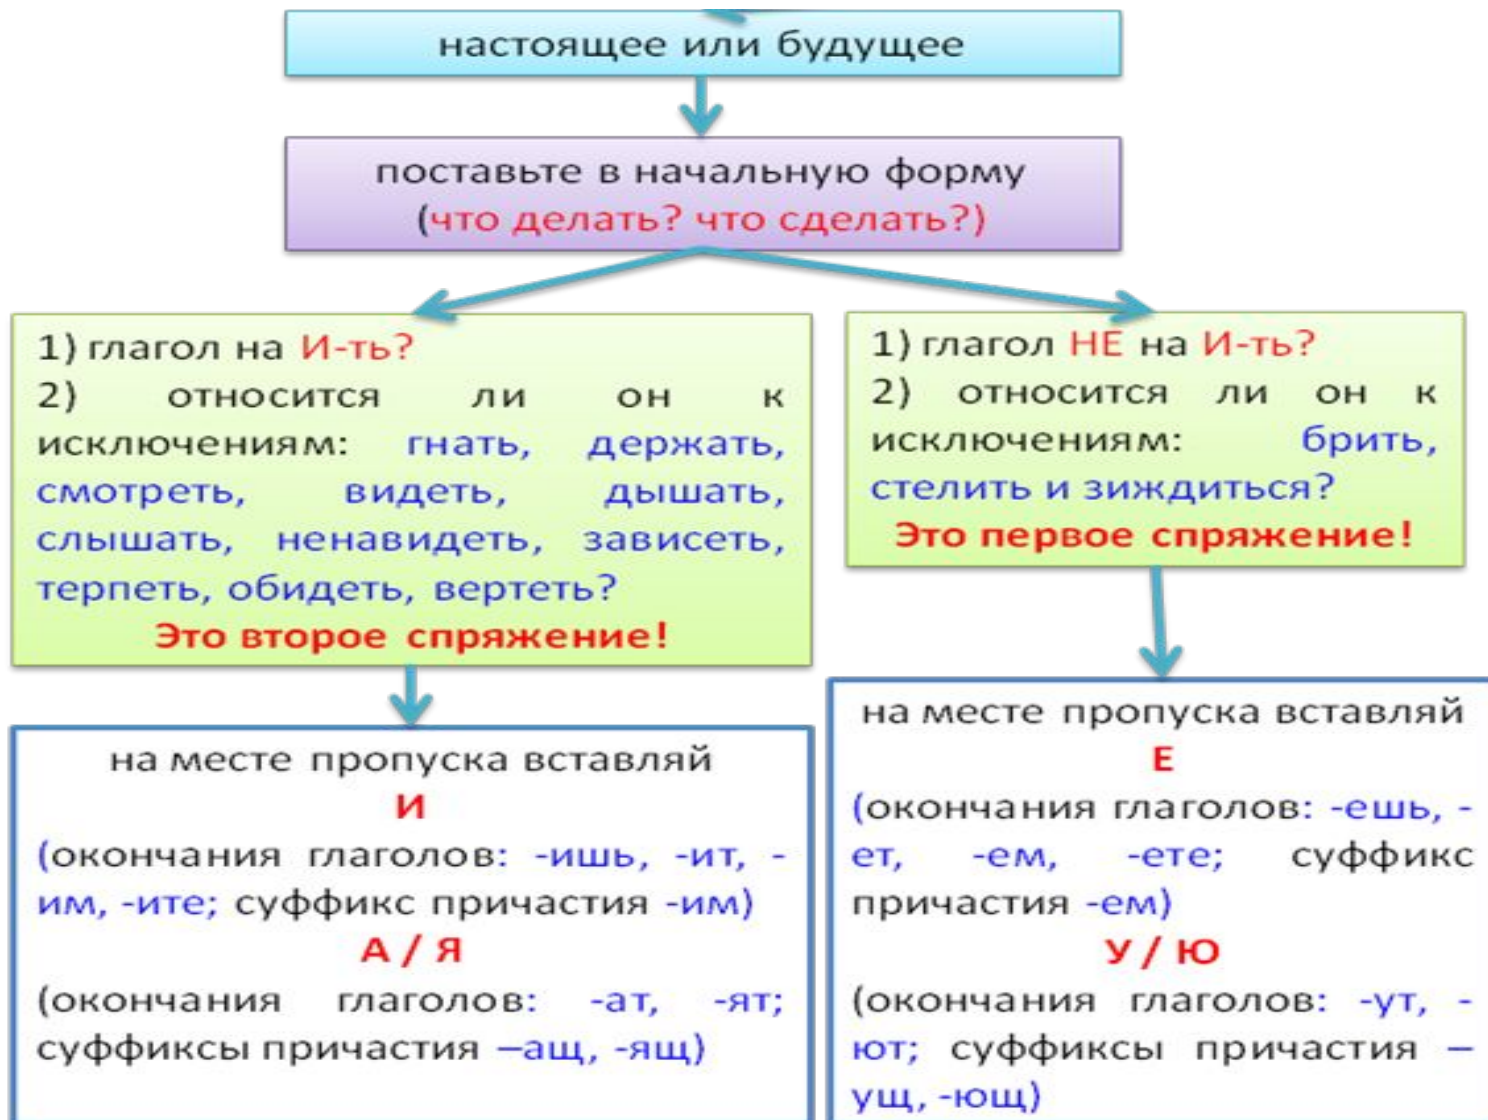 настоящее или будущее
поставьте в начальную форму
(что делать? что сделать?)
1) глагол на И-ть?
2) относится ли он к
исключениям: гнать, держать,
смотреть, видеть, дышать,
слышать, ненавидеть, зависеть,
терпеть, обидеть, вертеть?
Это второе спряжение!
1) глагол НЕ на И-ть?
2) относится ли он к
исключениям: брить,
стелить и зиждиться?
Это первое спряжение!
на месте пропуска вставляй
И
(окончания глаголов: -ишь, -ит, -
им, -ите; суффикс причастия -им)
А / Я
(окончания глаголов: -ат, -ят;
суффиксы причастия –ащ, -ящ)
на месте пропуска вставляй
Е
(окончания глаголов: -ешь, -
ет, -ем, -ете; суффикс
причастия -ем)
У / Ю
(окончания глаголов: -ут, -
ют; суффиксы причастия –
ущ, -ющ)